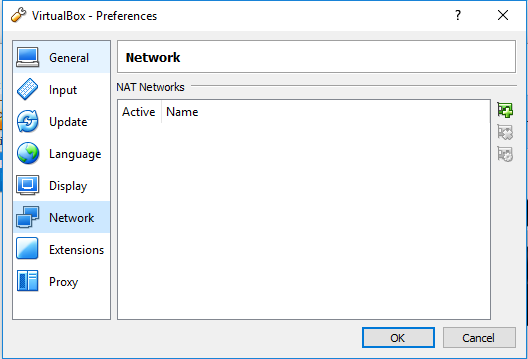 VirtualBox - Preferences
?
General
Input
Update
Language
Display
Network
Extensions
Proxy
Network
NAT Networks
Active Name
OK Cancel